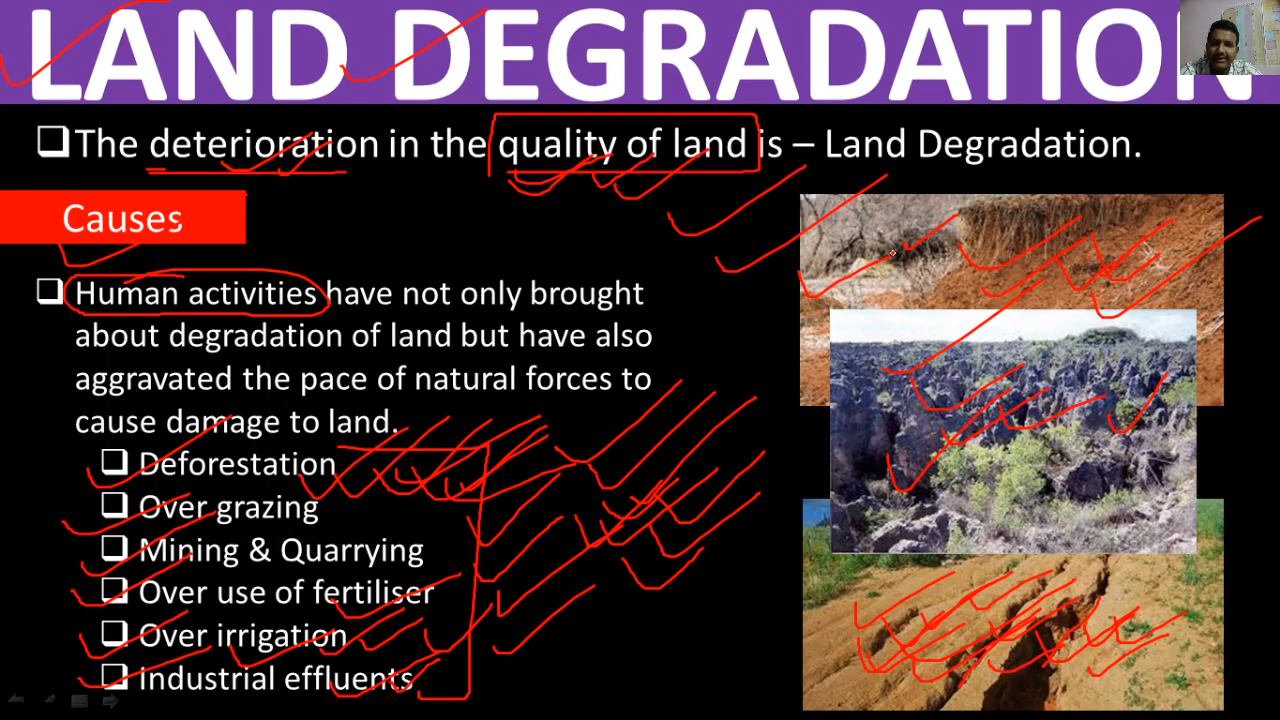 LAND DEGRADATION
❑The deterioration in the quality of land is – Land Degradation.
Causes
❑ Human activities have not only brought
about degradation of land but have also
aggravated the pace of natural forces to
cause damage to land.
❑ Deforestation
❑ Over grazing
❑ Mining & Quarrying
❑ Over use of fertiliser
❑ Over irrigation
❑ Industrial effluents